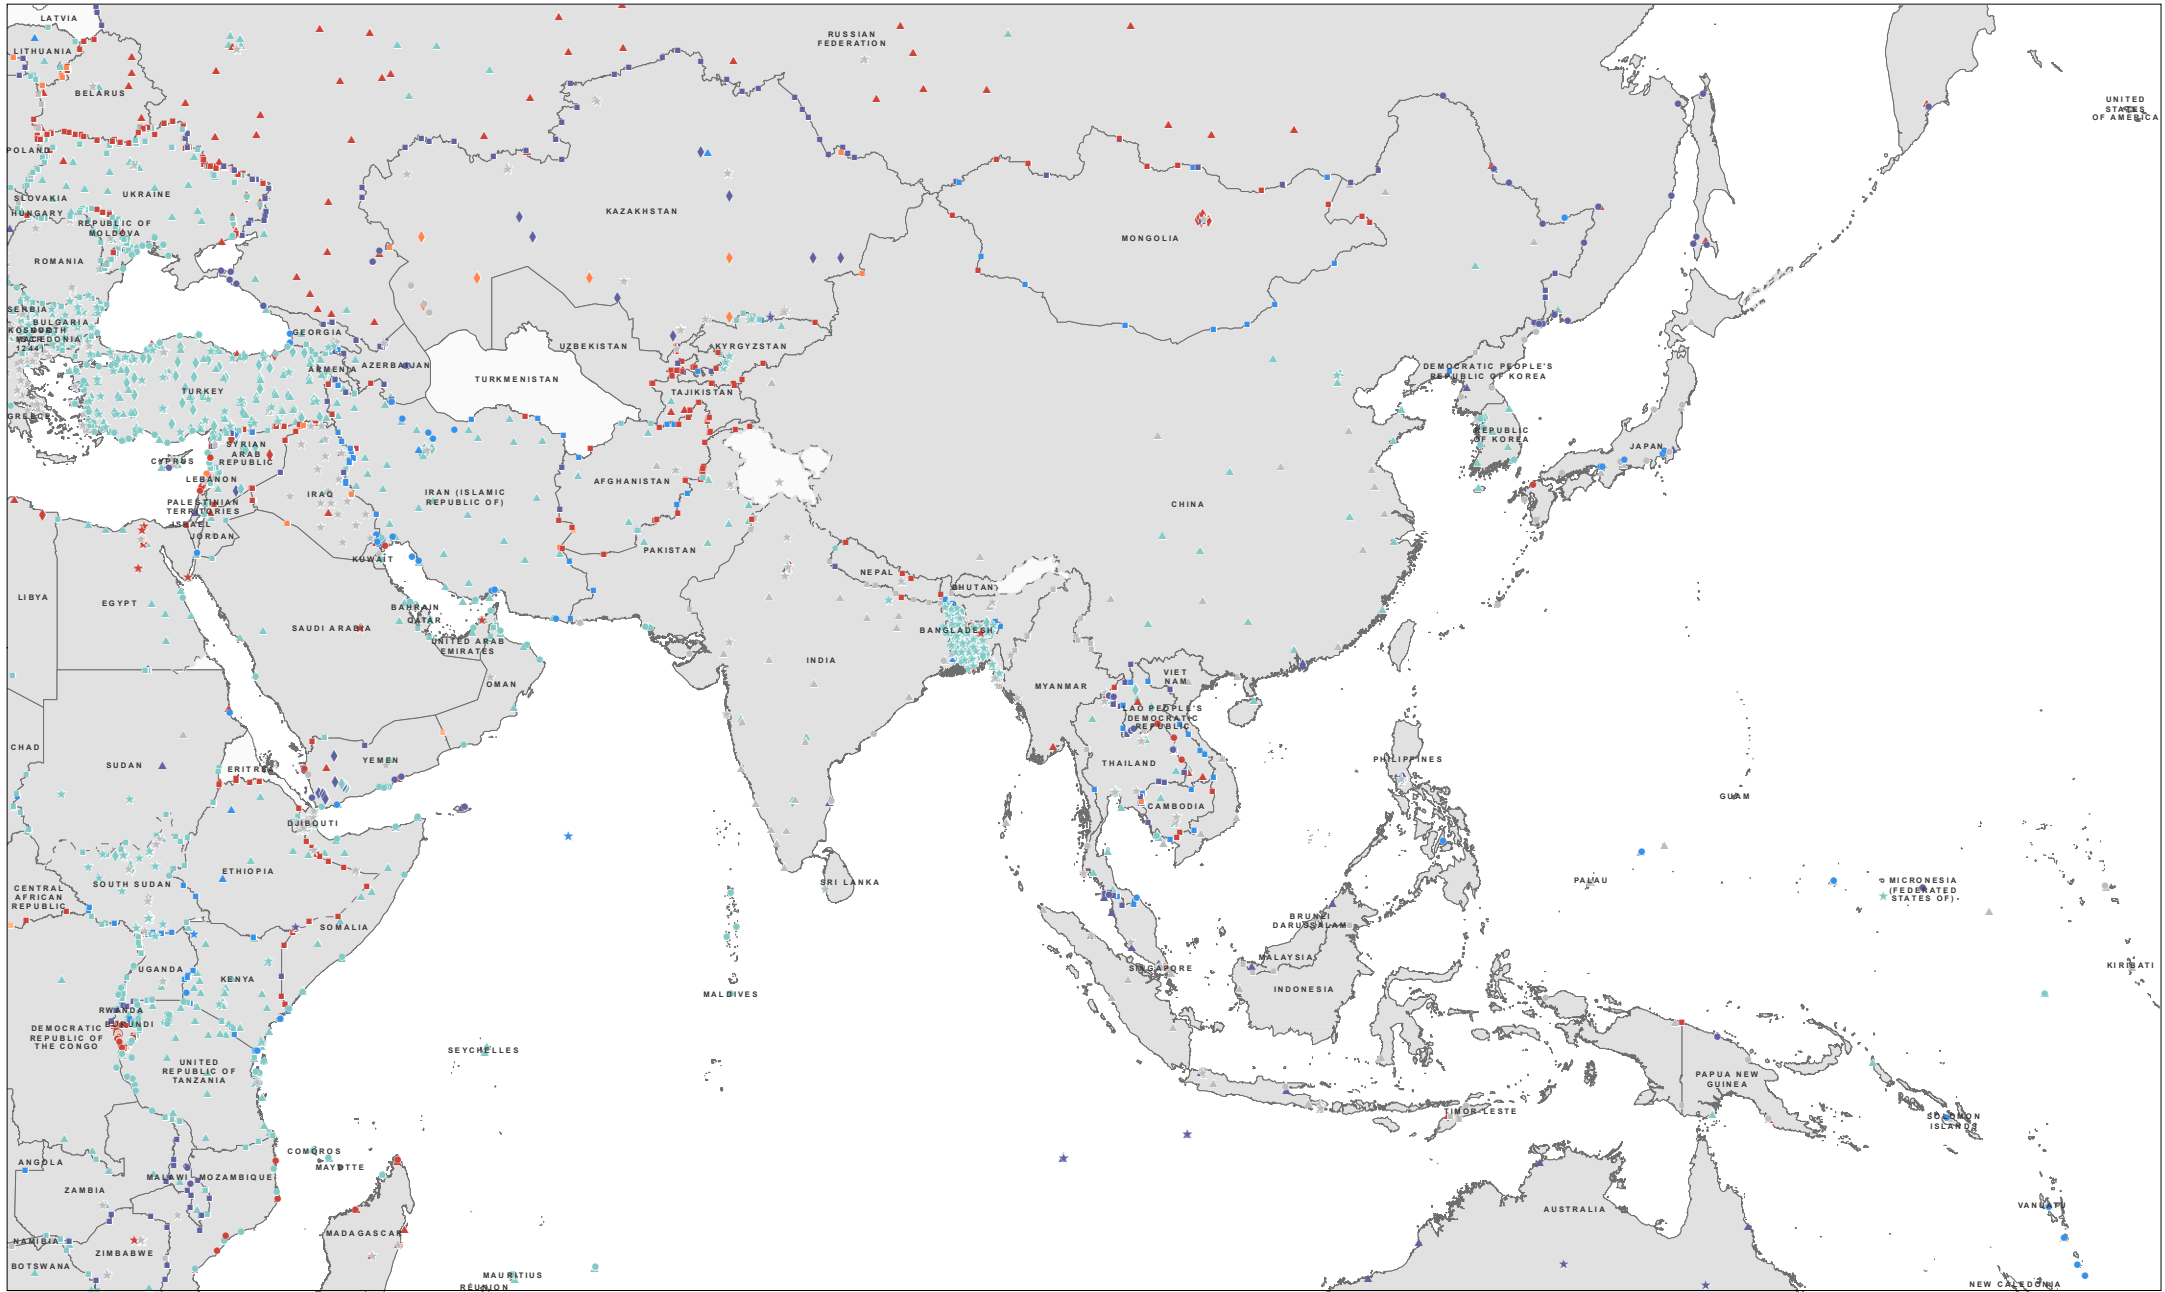 LATVIA
LITHUANIA
BELARUS
POLAND
RUSSIAN
FEDERATION
UNITED
STATES
OF AMERICA
UKRAINE
SLOVAKIA
HUNGARY
REPUBLIC OF
MOLDOVA
ROMANIA
KAZAKHSTAN
MONGOLIA
SERBIA
BULGARIA
MACEDONIA
GEORGIA
ARMENIA
AZERBAIJAN
UZBEKISTAN
KYRGYZSTAN
TURKMENISTAN
TAJIKISTAN
TURKEY
GREECE
DEMOCRATIC PEOPLE'S
REPUBLIC OF KOREA
REPUBLIC
OF KOREA
JAPAN
CYPRUS
SYRIAN
ARAB
REPUBLIC
LEBANON
PALESTINIAN
TERRITORIES
ISRAEL
JORDAN
IRAQ
IRAN (ISLAMIC
REPUBLIC OF)
AFGHANISTAN
CHINA
KUWAIT
PAKISTAN
NEPAL
BHUTAN
LIBYA
EGYPT
SAUDI ARABIA
BAHRAIN
QATAR
UNITED ARAB
EMIRATES
OMAN
BANGLADESH
INDIA
MYANMAR
VIET
NAM
LAO PEOPLE'S
DEMOCRATIC
REPUBLIC
CHAD
SUDAN
ERITREA
YEMEN
THAILAND
PHILIPPINES
GUAM
CAMBODIA
DJIBOUTI
ETHIOPIA
SOUTH SUDAN
CENTRAL
AFRICAN
REPUBLIC
SRI LANKA
PALAU
MICRONESIA
(FEDERATED
STATES OF)
SOMALIA
BRUNEI
DARUSSALAM
MALAYSIA
SINGAPORE
INDONESIA
KIRIBATI
UGANDA
KENYA
MALDIVES
RWANDA
BURUNDI
DEMOCRATIC
REPUBLIC OF
THE CONGO
UNITED
REPUBLIC OF
TANZANIA
SEYCHELLES
PAPUA NEW
GUINEA
TIMOR-LESTE
SOLOMON
ISLANDS
COMOROS
MAYOTTE
ANGOLA
ZAMBIA
MALAWI
MOZAMBIQUE
MADAGASCAR
AUSTRALIA
VANUATU
NAMIBIA
ZIMBABWE
BOTSWANA
MAURITIUS
RÉUNION
NEW CALEDONIA